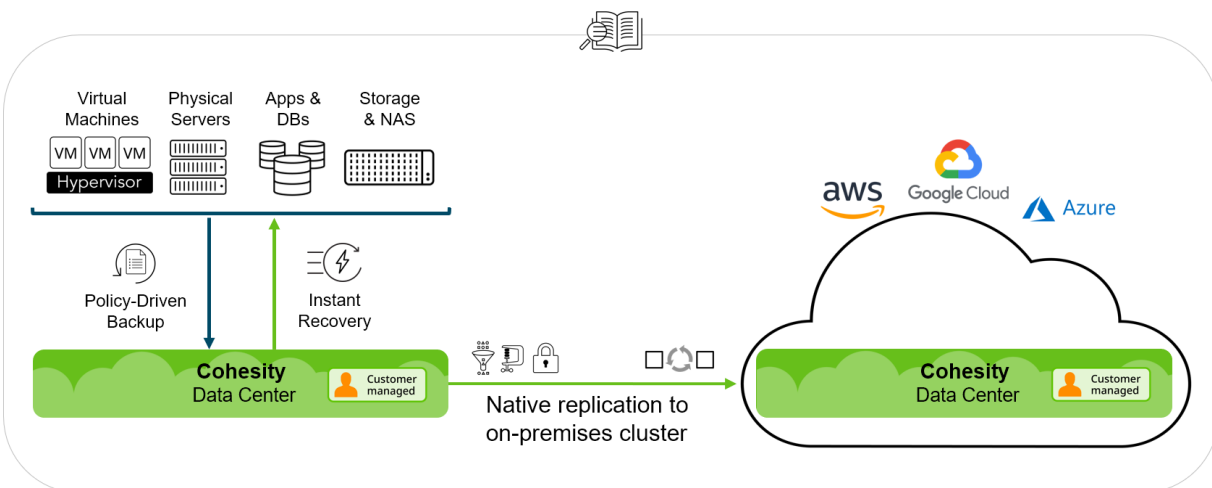 Virtual
Machines
Physical
Servers
Apps &
DBs
Storage
& NAS
VM VM VM
Hypervisor
aws
Google Cloud
Azure
Policy-Driven
Backup
Instant
Recovery
Cohesity
Data Center
Customer
managed
Native replication to
on-premises cluster
Cohesity
Data Center
Customer
managed